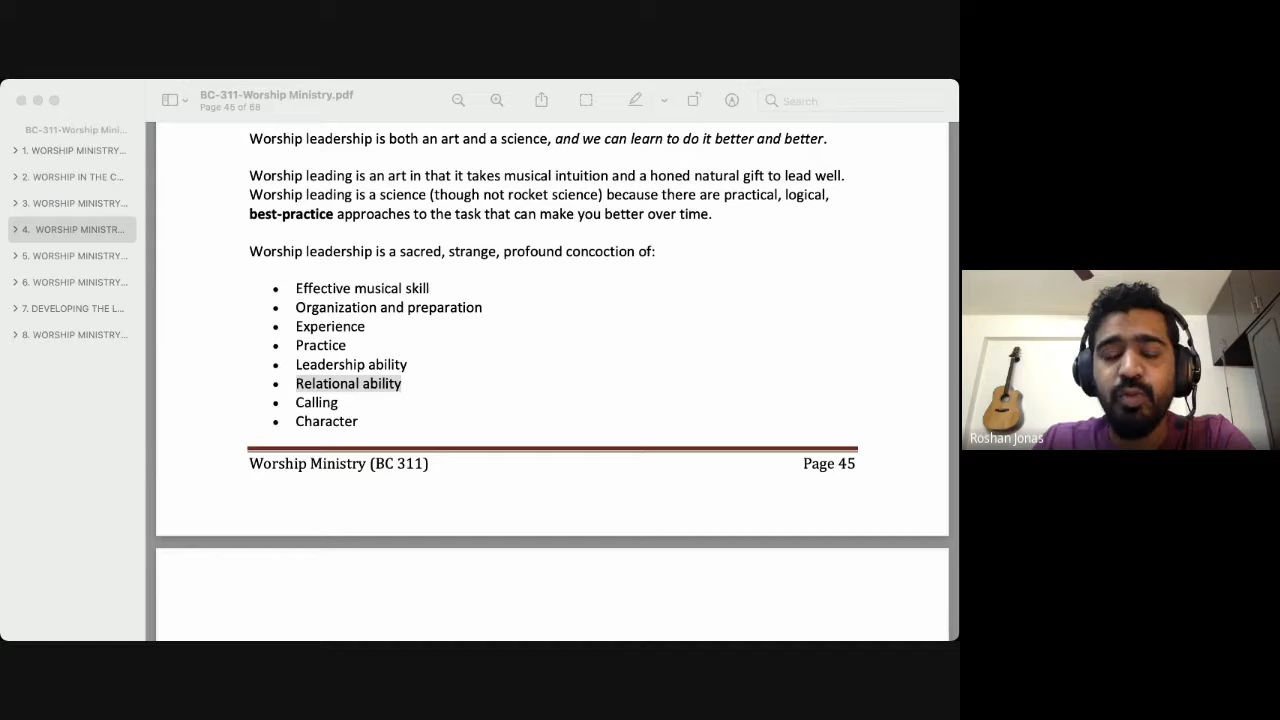 BC-311-Worship Ministry.pdf
Page 45 of 68
Search
BC-311-Worship Mini...
1. WORSHIP MINISTRY...
2. WORSHIP IN THE C...
3. WORSHIP MINISTRY...
4. WORSHIP MINISTR...
5. WORSHIP MINISTRY...
6. WORSHIP MINISTRY...
7. DEVELOPING THE L...
8. WORSHIP MINISTRY...
Worship leadership is both an art and a science, and we can learn to do it better and better.
Worship leading is an art in that it takes musical intuition and a honed natural gift to lead well.
Worship leading is a science (though not rocket science) because there are practical, logical,
best-practice approaches to the task that can make you better over time.
Worship leadership is a sacred, strange, profound concoction of:
• Effective musical skill
• Organization and preparation
• Experience
• Practice
• Leadership ability
• Relational ability
• Calling
• Character
Worship Ministry (BC 311) Page 45
Roshan Jonas